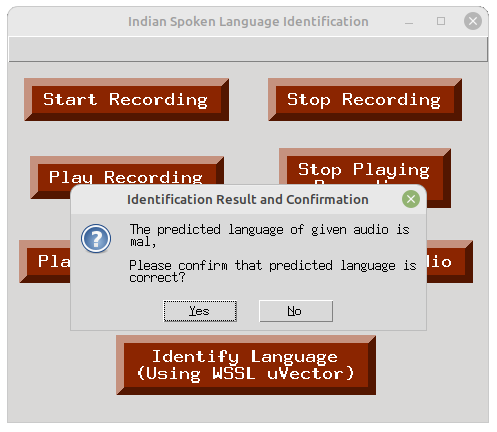 Indian Spoken Language Identification
Start Recording
Stop Recording
Play Recording
Stop Playing
Identification Result and Confirmation
The predicted language of given audio is
mal,
Please confirm that predicted language is
correct?
Yes
No
Identify Language
(Using WSSL uVector)